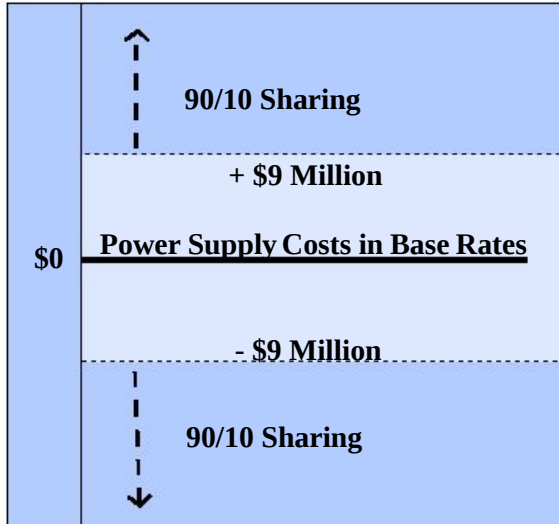 90/10 Sharing
+ $9 Million
Power Supply Costs in Base Rates
$0
- $9 Million
90/10 Sharing